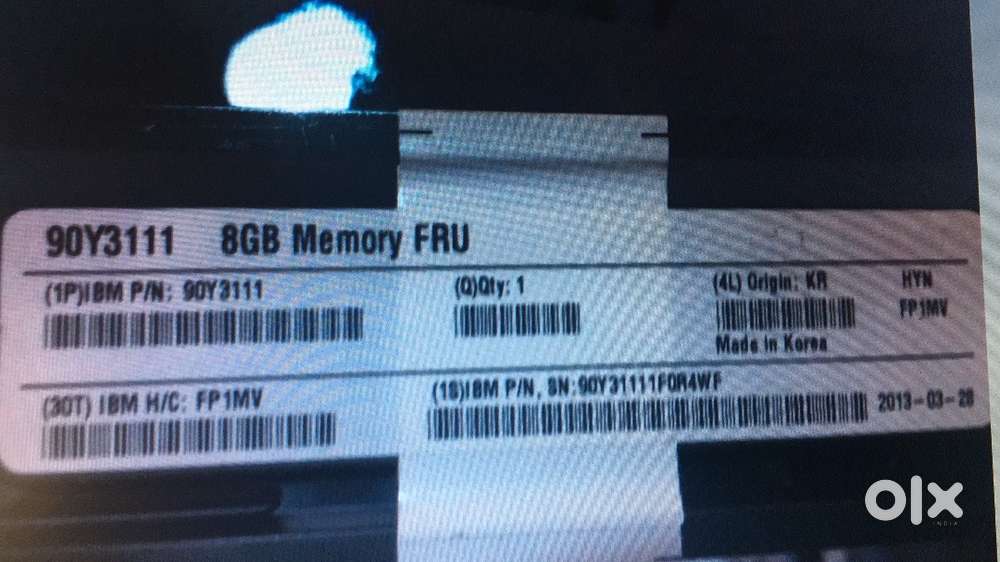 90Y3111 8GB Memory FRU
(1P)IBM P/N: 90Y3111 (Q)Qty: 1 (4L) Origin: KR HYN
FP1MV
Made in Korea
(30T) IBM H/C: FP1MV (1S)IBM P/N, SN:90Y31111F0R4WF
2013-03-28
olx
INDIA